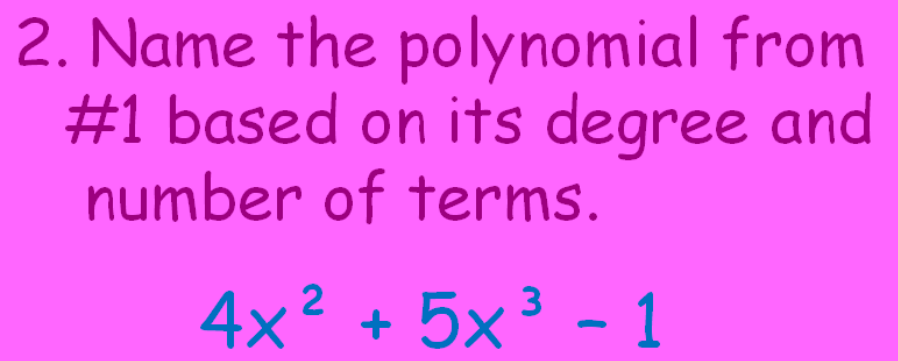 2. Name the polynomial from
#1 based on its degree and
number of terms.
4x² + 5x³ - 1